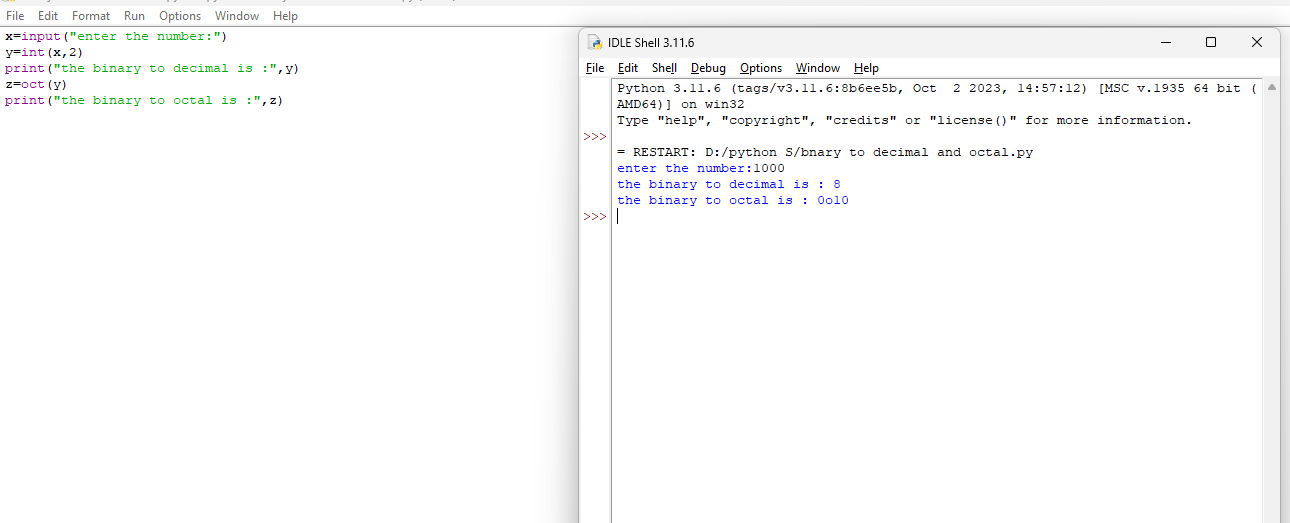 File Edit Format Run Options Window Help
x=input("enter the number:")
y=int(x,2)
print("the binary to decimal is :",y)
z=oct(y)
print("the binary to octal is :",z)
IDLE Shell 3.11.6
File Edit Shell Debug Options Window Help
Python 3.11.6 (tags/v3.11.6:8b6ee5b, Oct  2 2023, 14:57:12) [MSC v.1935 64 bit (
AMD64)] on win32
Type "help", "copyright", "credits" or "license()" for more information.
>>>
= RESTART: D:/python S/bnary to decimal and octal.py
enter the number:1000
the binary to decimal is : 8
the binary to octal is : 0o10
>>>